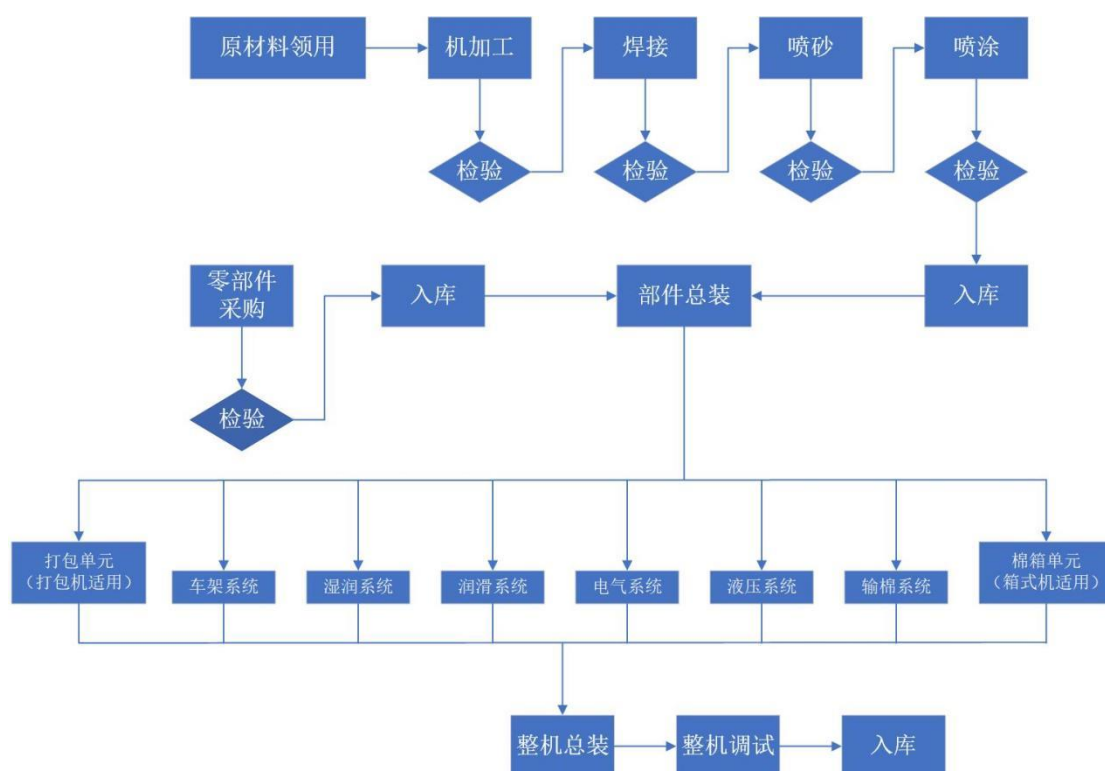 原材料领用
机加工
焊接
喷砂
喷涂
检验
检验
检验
检验
零部件
采购
入库
部件总装
入库
检验
打包单元
（打包机适用）
车架系统
湿润系统
润滑系统
电气系统
液压系统
输棉系统
棉箱单元
（箱式机适用）
整机总装
整机调试
入库